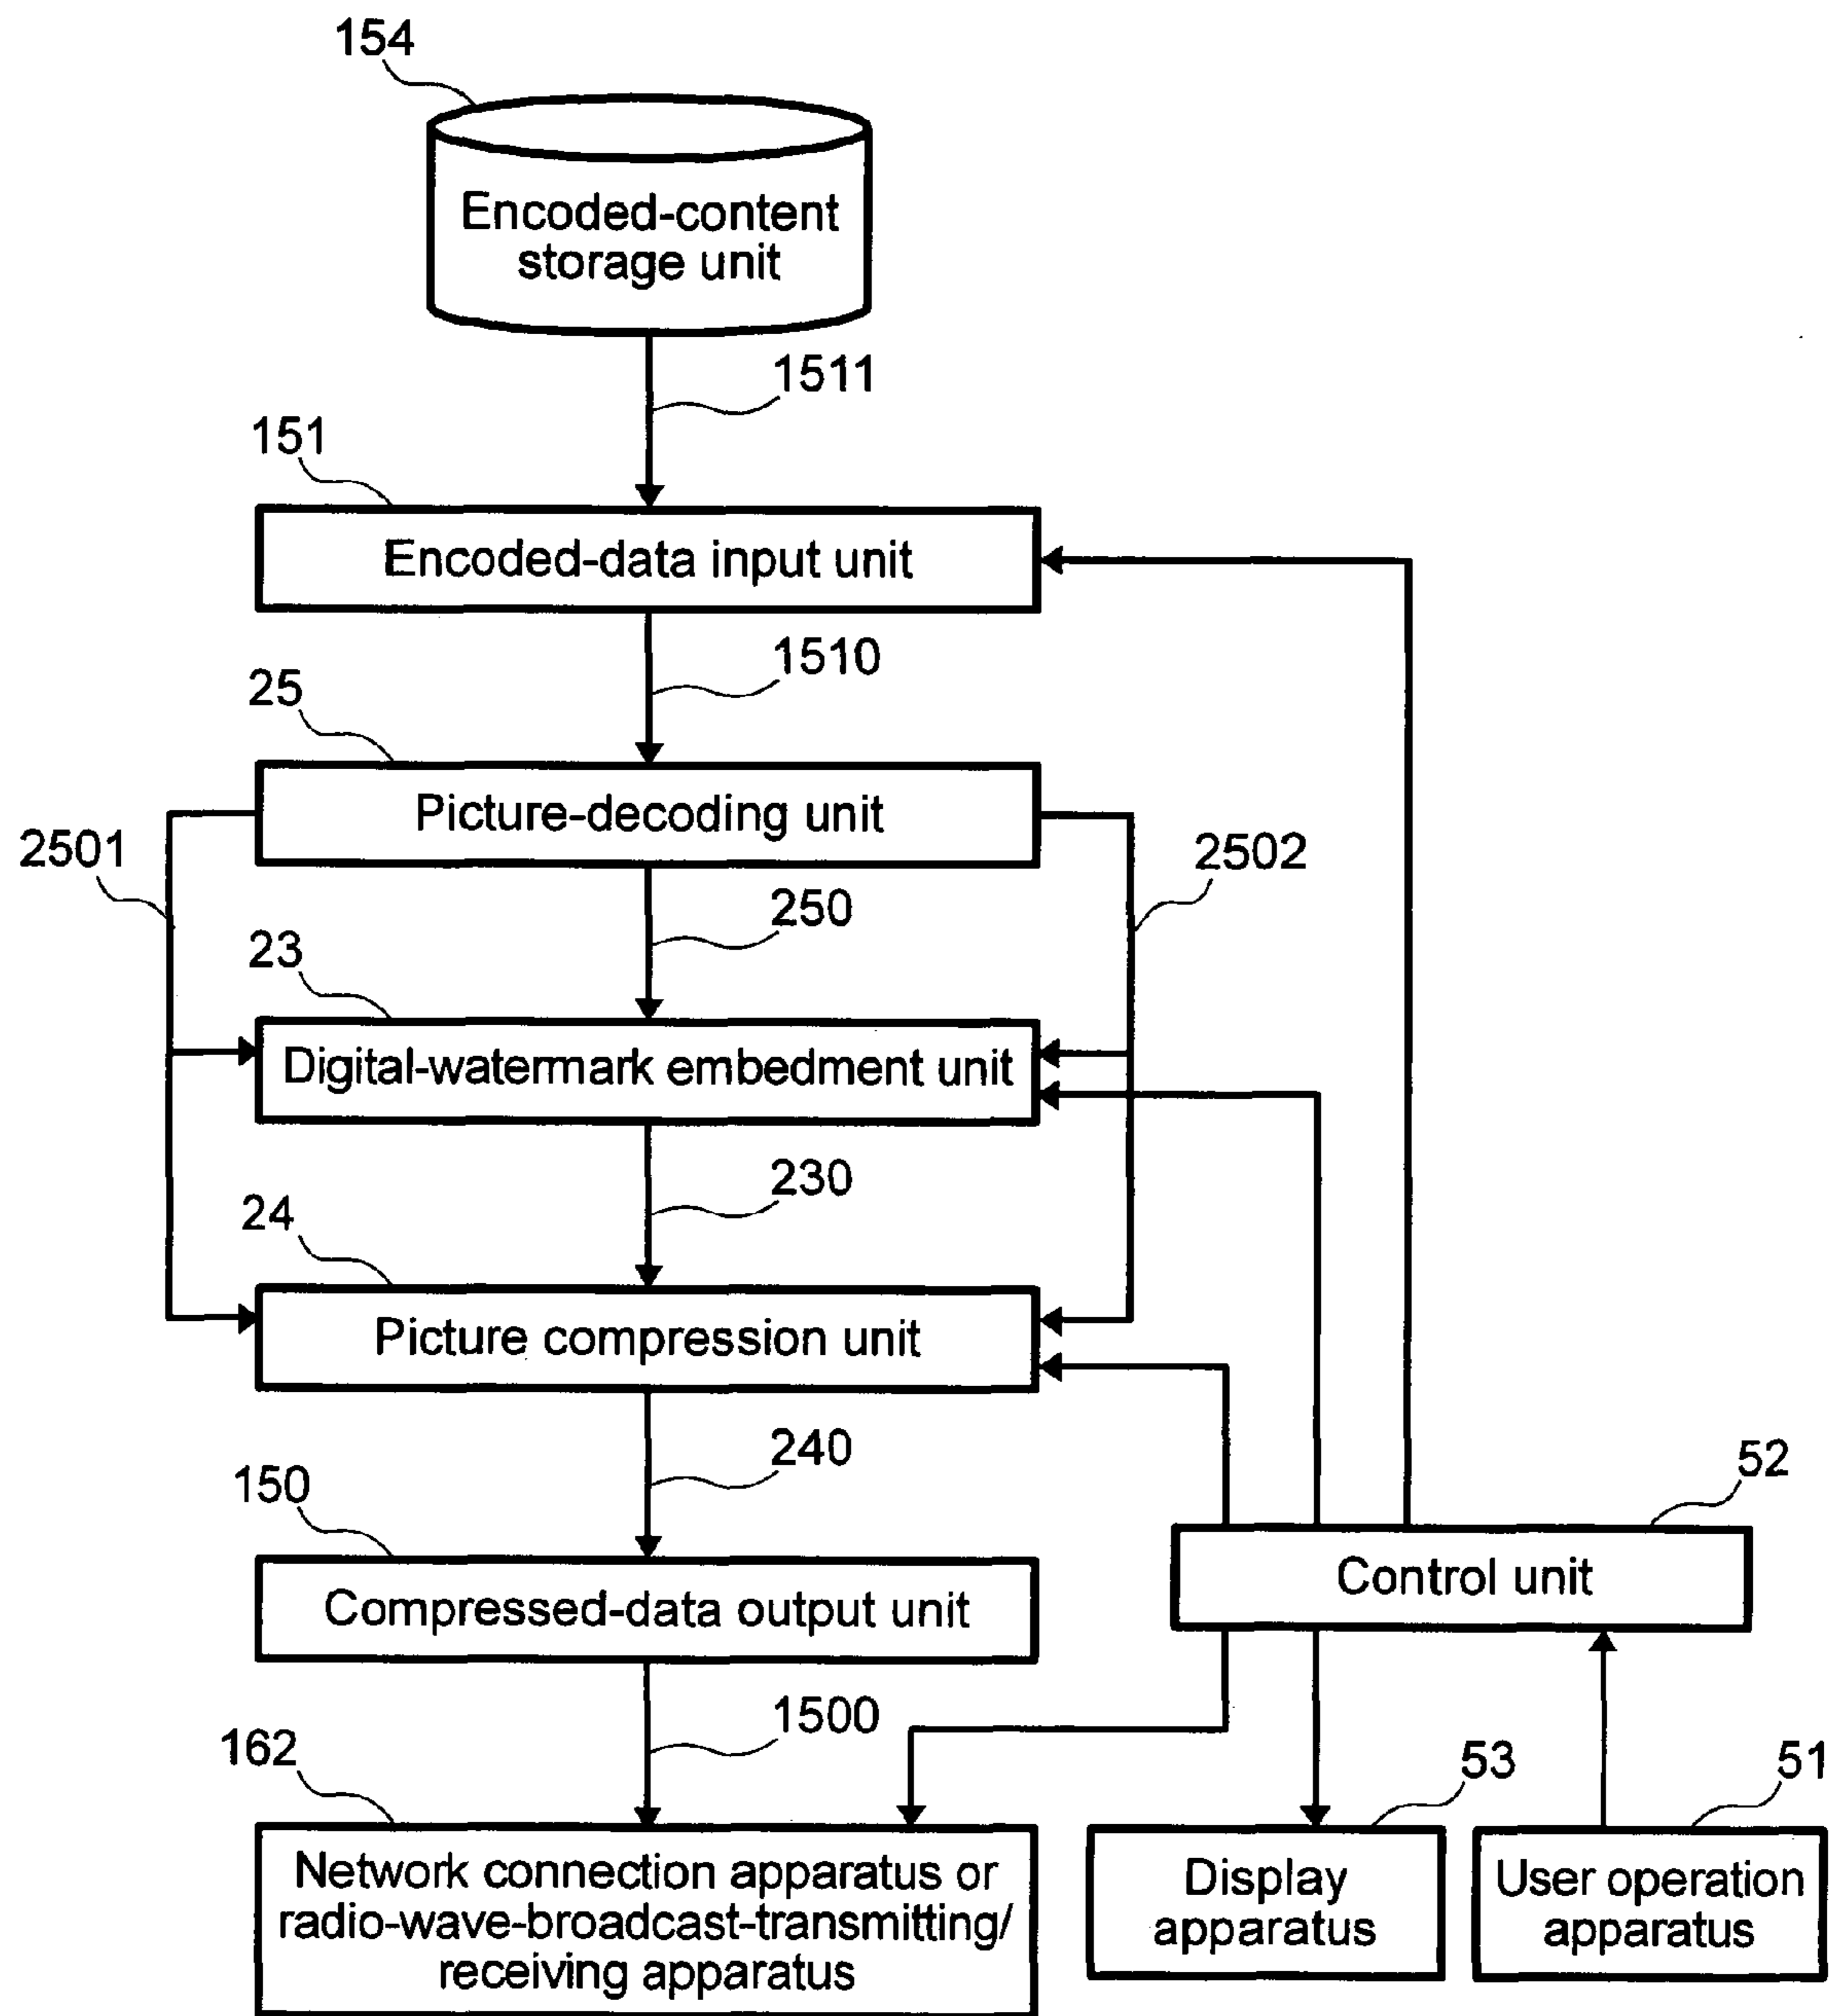 154
Encoded-content
storage unit
1511
151
Encoded-data input unit
1510
25
Picture-decoding unit
2501
2502
250
23
Digital-watermark embedment unit
230
24
Picture compression unit
240
52
150
Control unit
Compressed-data output unit
1500
162
53
51
Network connection apparatus or
radio-wave-broadcast-transmitting/
receiving apparatus
Display
apparatus
User operation
apparatus